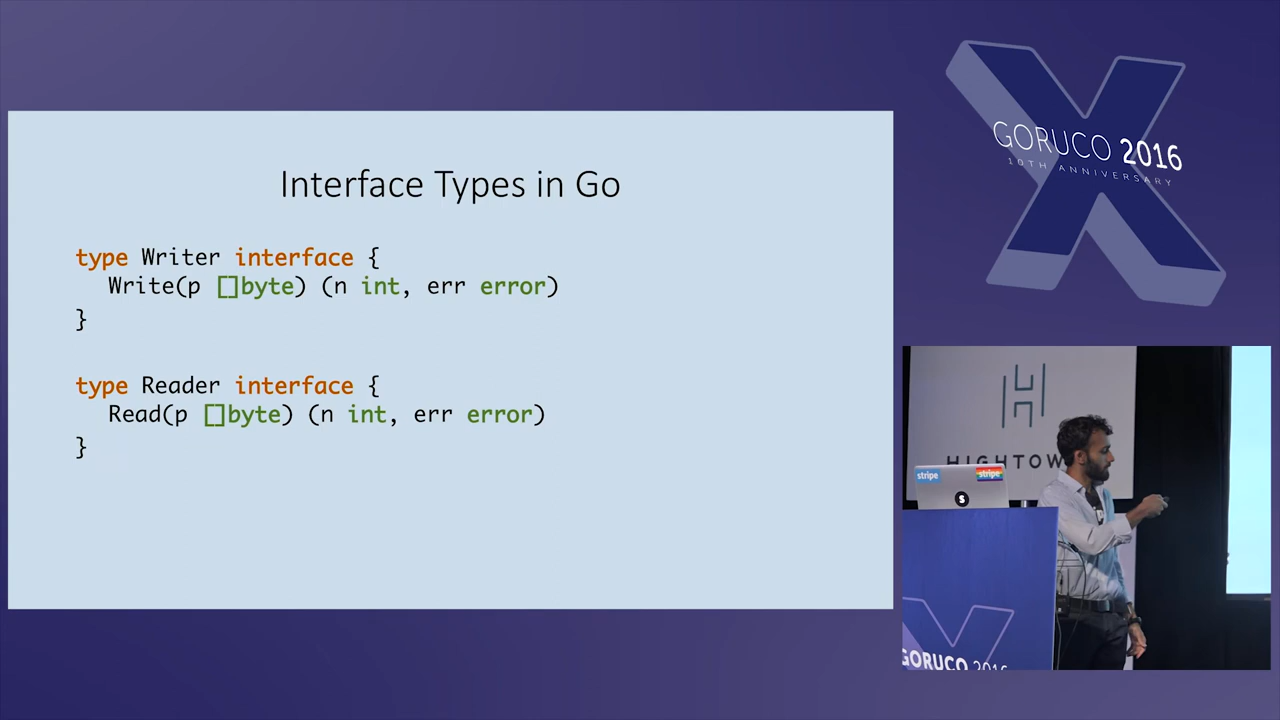 Interface Types in Go
type Writer interface {
Write(p []byte) (n int, err error)
}
type Reader interface {
Read(p []byte) (n int, err error)
}
GORUCO 2016
10TH ANNIVERSARY
HIGHTOW
stripe
stripe
S
GORUCO 2016